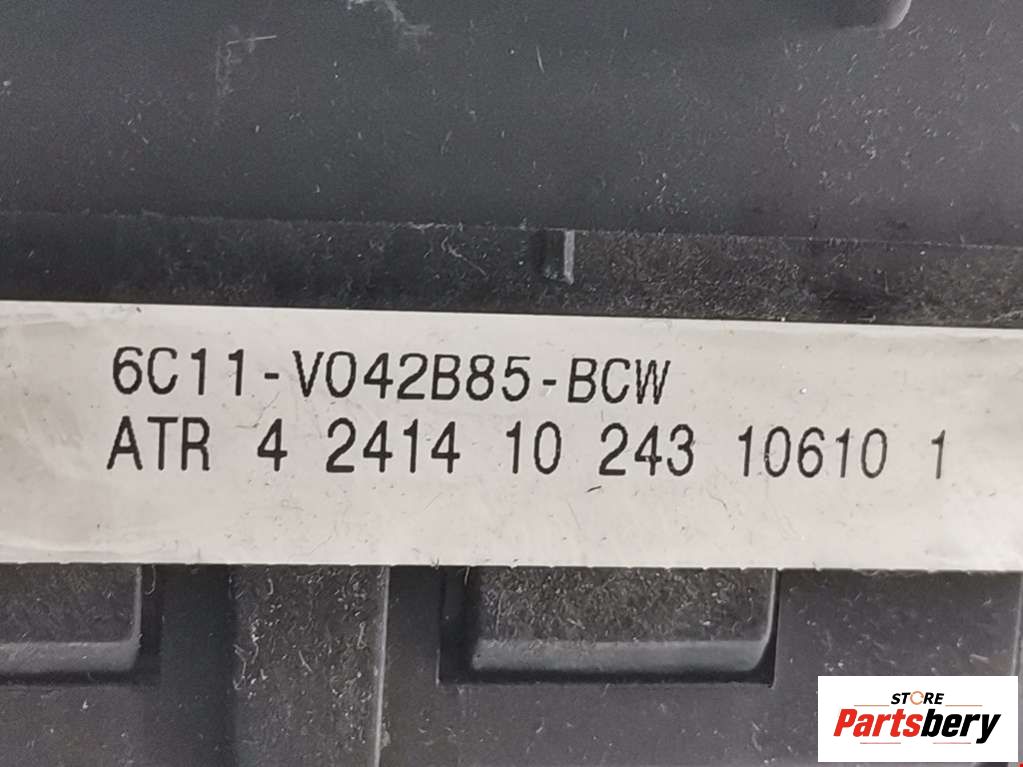 6C11-V042B85-BCW
ATR 4 2414 10 243 10610 1
STORE
Partsbery